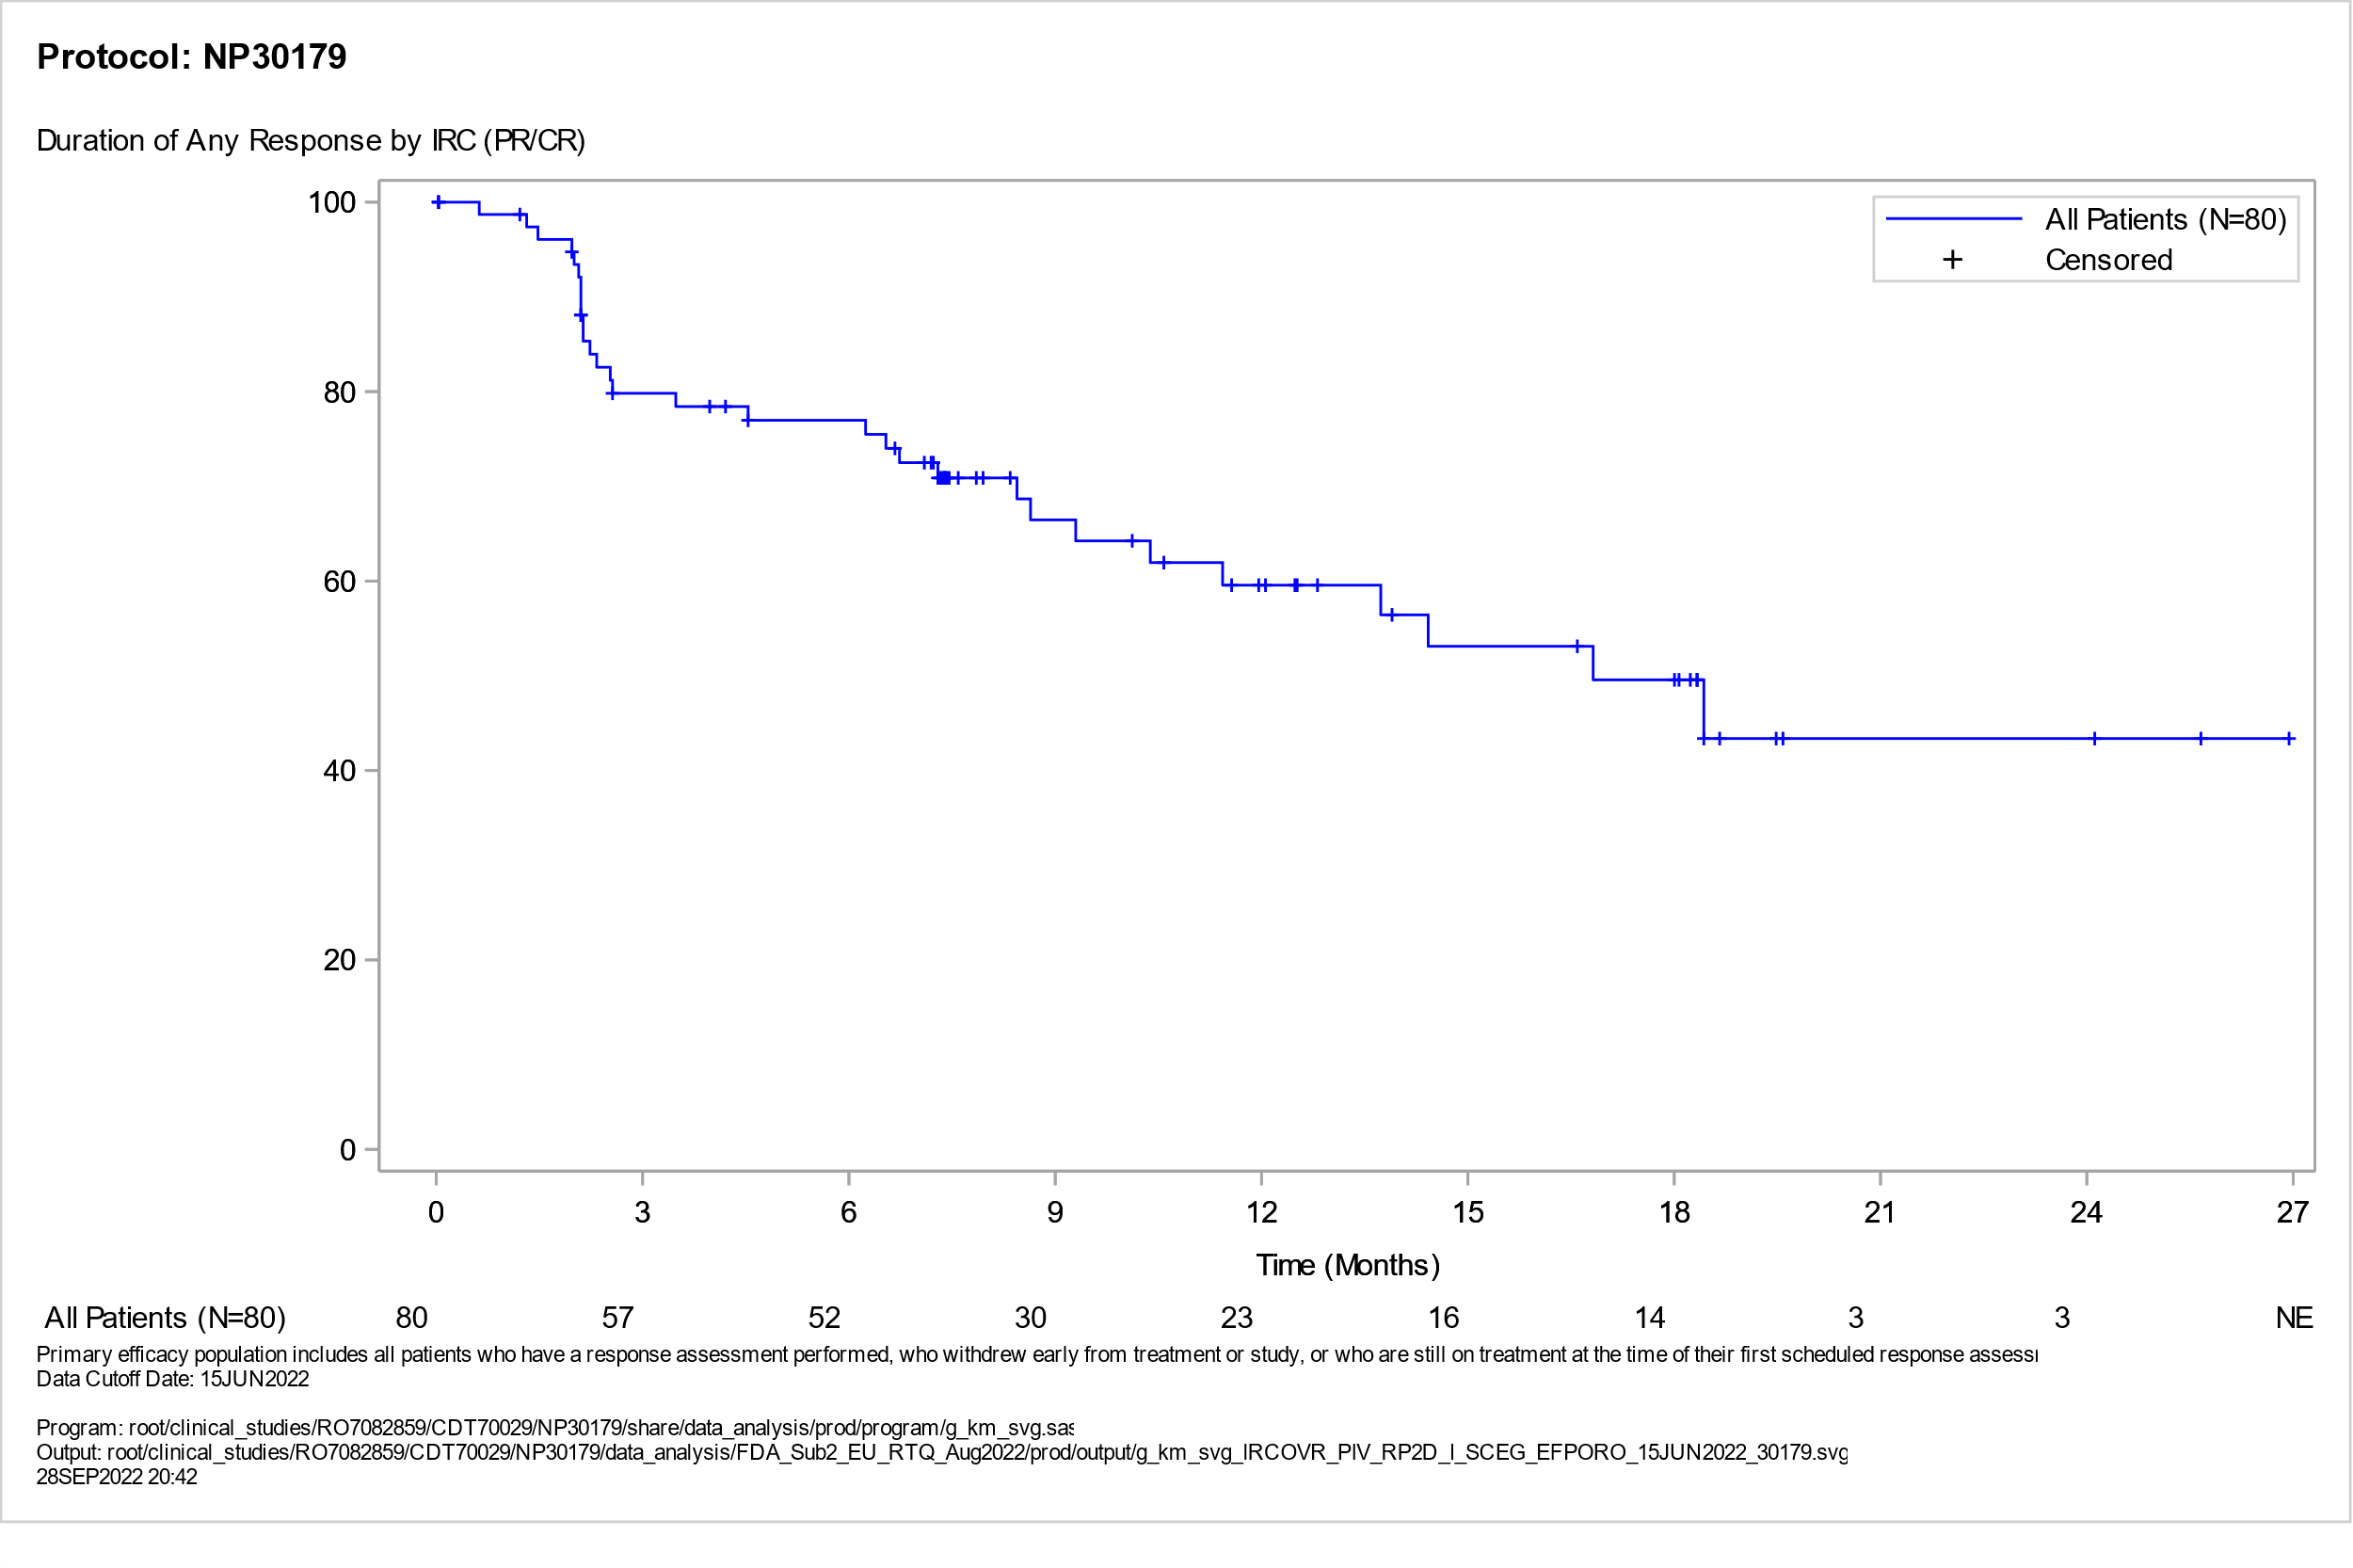 Protocol: NP30179
Duration of Any Response by IRC (PR/CR)
100
80
60
40
20
0
All Patients (N=80)
Censored
0 3 6 9 12 15 18 21 24 27
Time (Months)
All Patients (N=80) 80 57 52 30 23 16 14 3 3 NE
Primary efficacy population includes all patients who have a response assessment performed, who withdrew early from treatment or study, or who are still on treatment at the time of their first scheduled response
Data Cutoff Date: 15JUN2022
Program: root/clinical_studies/RO7082859/CDT70029/NP30179/share/data_analysis/prod/program/g_km_svg.sas
Output: root/clinical_studies/RO7082859/CDT70029/NP30179/data_analysis/FDA_Sub2_EU_RTQ_Aug2022/prod/output/g_km_svg_IRCOVR_PIV_RP2D_I_SCEG_EFPORO_15JUN2022_30179.svg
28SEP2022 20:42